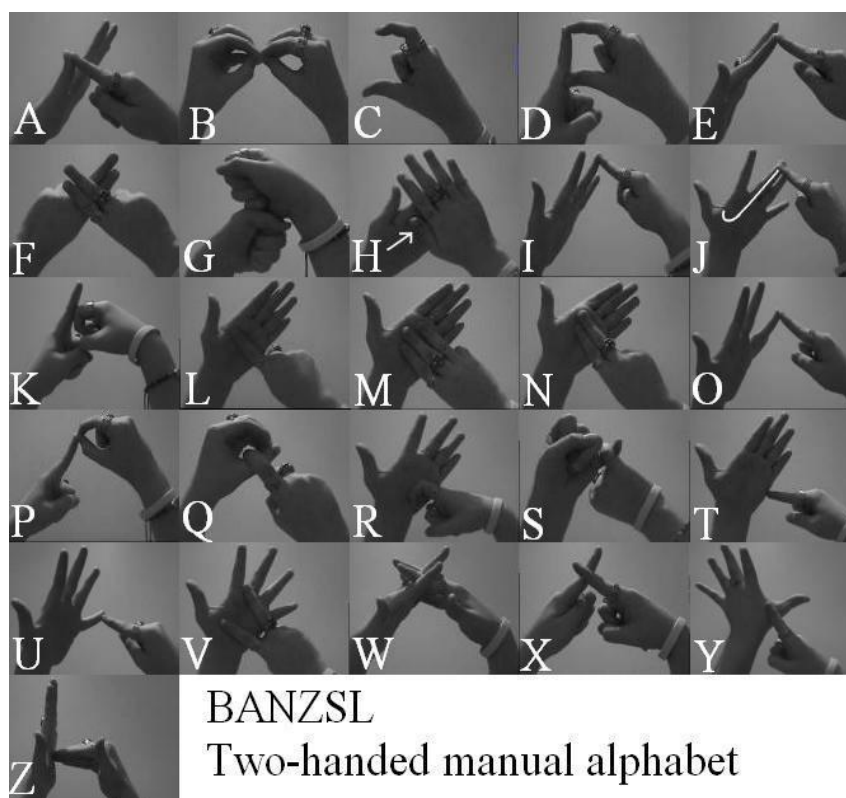 A B C D E
F G H I J
K L M N O
P Q R S T
U V W X Y
Z
BANZSL
Two-handed manual alphabet